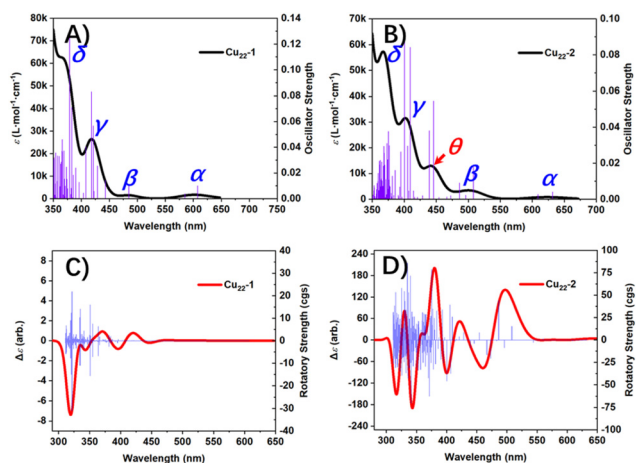 A)
Cu22-1
δ
γ
β
α
80k
70k
60k
50k
40k
30k
20k
10k
0
0.14
0.12
0.10
0.08
0.06
0.04
0.02
0.00
350 400 450 500 550 600 650 700 750
ε (L·mol⁻¹·cm⁻¹)
Oscillator Strength
Wavelength (nm)
B)
Cu22-2
δ
γ
θ
β
α
70k
60k
50k
40k
30k
20k
10k
0
0.10
0.08
0.06
0.04
0.02
0.00
350 400 450 500 550 600 650 700
ε (L·mol⁻¹·cm⁻¹)
Oscillator Strength
Wavelength (nm)
C)
Cu22-1
8
6
4
2
0
-2
-4
-6
-8
40
30
20
10
0
-10
-20
-30
-40
300 350 400 450 500 550 600 650
Δε (arb.)
Rotatory Strength (cgs)
Wavelength (nm)
D)
Cu22-2
240
180
120
60
0
-60
-120
-180
-240
100
75
50
25
0
-25
-50
-75
-100
300 350 400 450 500 550 600 650
Δε (arb.)
Rotatory Strength (cgs)
Wavelength (nm)